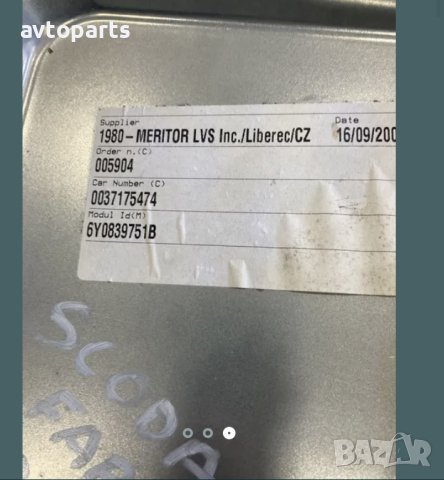 avtoparts
Supplier
Date
1980-MERITOR LVS Inc./Liberec/CZ
16/09/200
Order n.(C)
005904
Car Number (C)
0037175474
Modul Id(M)
6Y0839751B
SCODA
FAB
BAZAR